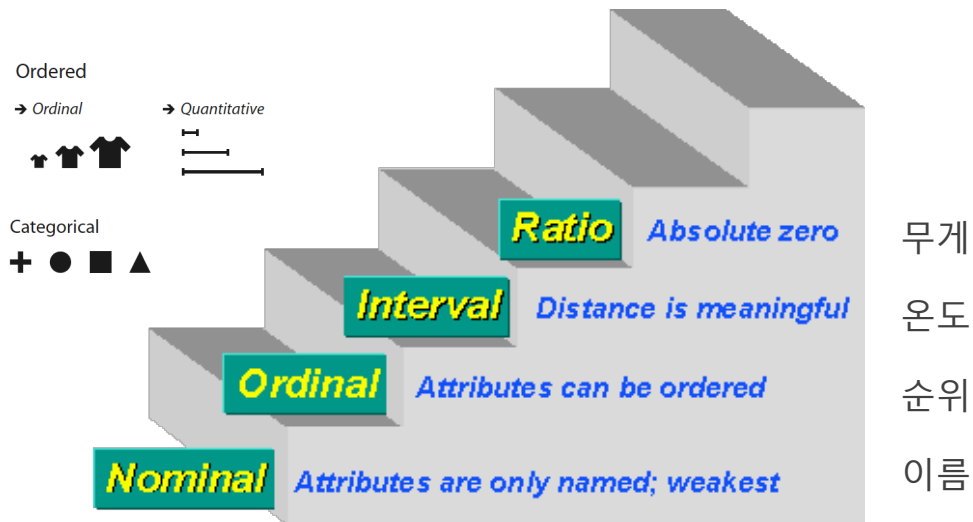 Ordered
→ Ordinal
→ Quantitative
Categorical
Ratio
Absolute zero
무게
Interval
Distance is meaningful
온도
Ordinal
Attributes can be ordered
순위
Nominal
Attributes are only named; weakest
이름